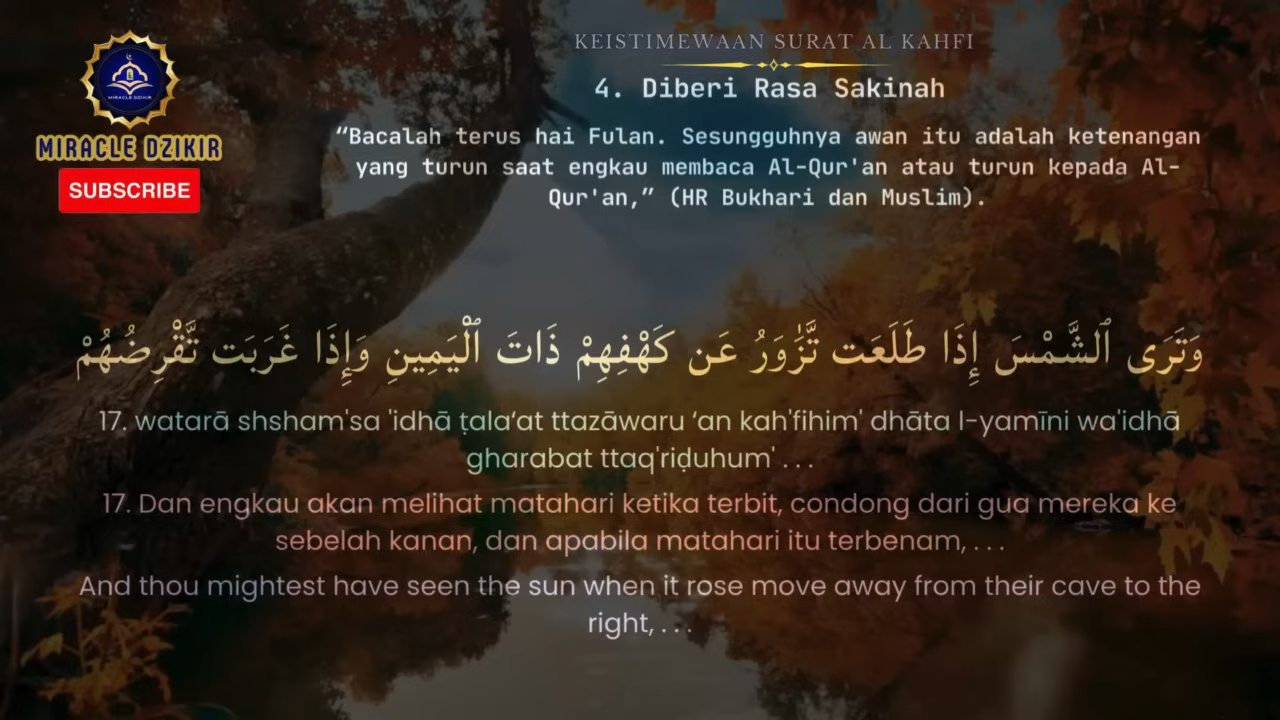 KEISTIMEWAAN SURAT AL KAHFI
4. Diberi Rasa Sakinah
“Bacalah terus hai Fulan. Sesungguhnya awan itu adalah ketenangan
yang turun saat engkau membaca Al-Qur'an atau turun kepada Al-
Qur'an,” (HR Bukhari dan Muslim).
MIRACLE DZIKIR
MIRACLE DZIKIR
SUBSCRIBE
وَتَرَى ٱلشَّمْسَ إِذَا طَلَعَت تَّزَٰوَرُ عَن كَهْفِهِمْ ذَاتَ ٱلْيَمِينِ وَإِذَا غَرَبَت تَّقْرِضُهُمْ
17. watarā shsham'sa 'idhā ṭala‘at ttazāwaru ‘an kah'fihim' dhāta l-yamīni wa'idhā
gharabat ttaq'riḍuhum' . . .
17. Dan engkau akan melihat matahari ketika terbit, condong dari gua mereka ke
sebelah kanan, dan apabila matahari itu terbenam, . . .
And thou mightest have seen the sun when it rose move away from their cave to the
right, . . .